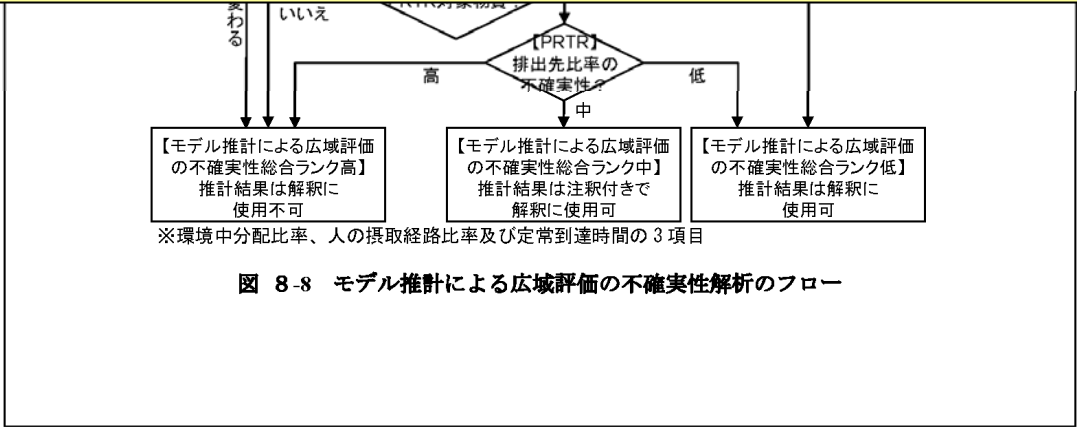 変わる
いいえ
RTR対象物質?
【PRTR】
排出先比率の
不確実性?
高
低
中
【モデル推計による広域評価
の不確実性総合ランク高】
推計結果は解釈に
使用不可
【モデル推計による広域評価
の不確実性総合ランク中】
推計結果は注釈付きで
解釈に使用可
【モデル推計による広域評価
の不確実性総合ランク低】
推計結果は解釈に
使用可
※環境中分配比率、人の摂取経路比率及び定常到達時間の3項目
図 8-8 モデル推計による広域評価の不確実性解析のフロー